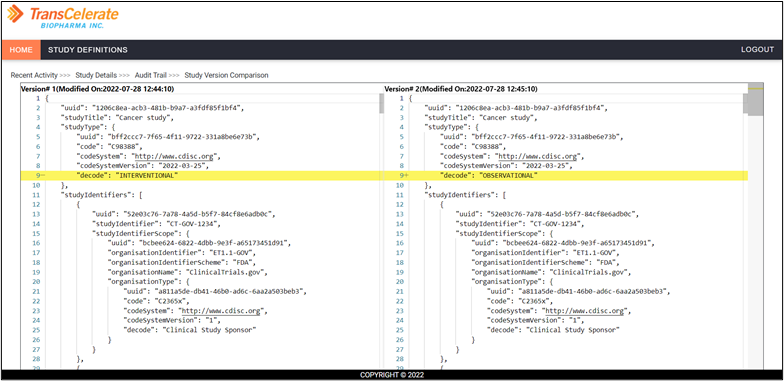 TransCelerate
BIOPHARMA INC.
HOME STUDY DEFINITIONS LOGOUT
Recent Activity >>> Study Details >>> Audit Trail >>> Study Version Comparison
Version# 1(Modified On:2022-07-28 12:44:10)
1 {
2 "uuid": "1206c8ea-acb3-481b-b9a7-a3fdf85f1bf4",
3 "studyTitle": "Cancer study",
4 "studyType": {
5 "uuid": "bff2ccc7-7f65-4f11-9722-331a8be6e73b",
6 "code": "C98388",
7 "codeSystem": "http://www.cdisc.org",
8 "codeSystemVersion": "2022-03-25",
9- "decode": "INTERVENTIONAL"
10 },
11 "studyIdentifiers": [
12 {
13 "uuid": "52e03c76-7a78-4a5d-b5f7-84cf8e6adb0c",
14 "studyIdentifier": "CT-GOV-1234",
15 "studyIdentifierScope": {
16 "uuid": "bcbee624-6822-4dbb-9e3f-a65173451d91",
17 "organisationIdentifier": "ET1.1-GOV",
18 "organisationIdentifierScheme": "FDA",
19 "organisationName": "ClinicalTrials.gov",
20 "organisationType": {
21 "uuid": "a811a5de-db41-46b0-ad6c-6aa2a503beb3",
22 "code": "C2365x",
23 "codeSystem": "http://www.cdisc.org",
24 "codeSystemVersion": "1",
25 "decode": "Clinical Study Sponsor"
26 }
27 }
28 },
29 {
Version# 2(Modified On:2022-07-28 12:45:10)
1 {
2 "uuid": "1206c8ea-acb3-481b-b9a7-a3fdf85f1bf4",
3 "studyTitle": "Cancer study",
4 "studyType": {
5 "uuid": "bff2ccc7-7f65-4f11-9722-331a8be6e73b",
6 "code": "C98388",
7 "codeSystem": "http://www.cdisc.org",
8 "codeSystemVersion": "2022-03-25",
9+ "decode": "OBSERVATIONAL"
10 },
11 "studyIdentifiers": [
12 {
13 "uuid": "52e03c76-7a78-4a5d-b5f7-84cf8e6adb0c",
14 "studyIdentifier": "CT-GOV-1234",
15 "studyIdentifierScope": {
16 "uuid": "bcbee624-6822-4dbb-9e3f-a65173451d91",
17 "organisationIdentifier": "ET1.1-GOV",
18 "organisationIdentifierScheme": "FDA",
19 "organisationName": "ClinicalTrials.gov",
20 "organisationType": {
21 "uuid": "a811a5de-db41-46b0-ad6c-6aa2a503beb3",
22 "code": "C2365x",
23 "codeSystem": "http://www.cdisc.org",
24 "codeSystemVersion": "1",
25 "decode": "Clinical Study Sponsor"
26 }
27 }
28 },
29 {
COPYRIGHT © 2022